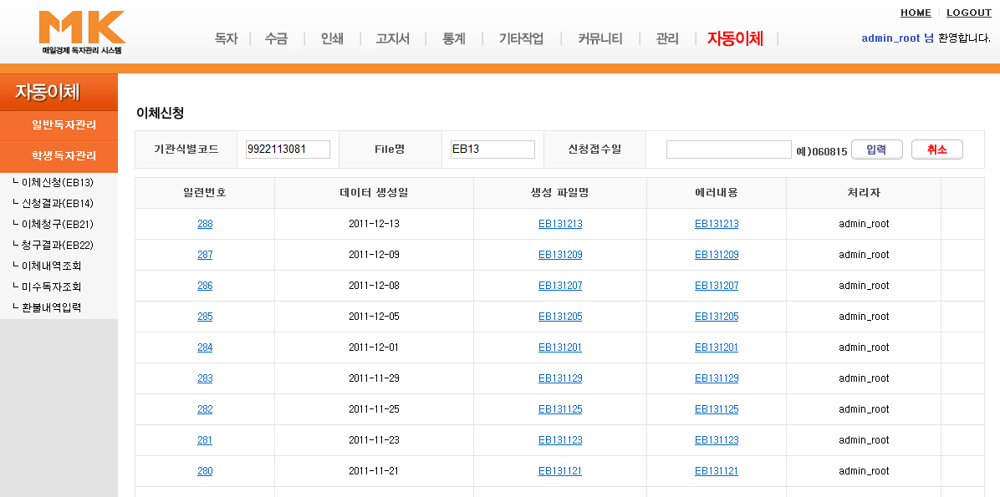 HOME LOGOUT
MK
매일경제 독자관리 시스템
독자 수금 인쇄 고지서 통계 기타작업 커뮤니티 관리 자동이체
admin_root 님 환영합니다.
자동이체
일반독자관리
학생독자관리
이체신청(EB13)
신청결과(EB14)
이체청구(EB21)
청구결과(EB22)
이체내역조회
미수독자조회
환불내역입력
이체신청
기관식별코드 9922113081 File명 EB13 신청접수일 예)060815 입력 취소
일련번호 데이터 생성일 생성 파일명 에러내용 처리자
288 2011-12-13 EB131213 EB131213 admin_root
287 2011-12-09 EB131209 EB131209 admin_root
286 2011-12-08 EB131207 EB131207 admin_root
285 2011-12-05 EB131205 EB131205 admin_root
284 2011-12-01 EB131201 EB131201 admin_root
283 2011-11-29 EB131129 EB131129 admin_root
282 2011-11-25 EB131125 EB131125 admin_root
281 2011-11-23 EB131123 EB131123 admin_root
280 2011-11-21 EB131121 EB131121 admin_root